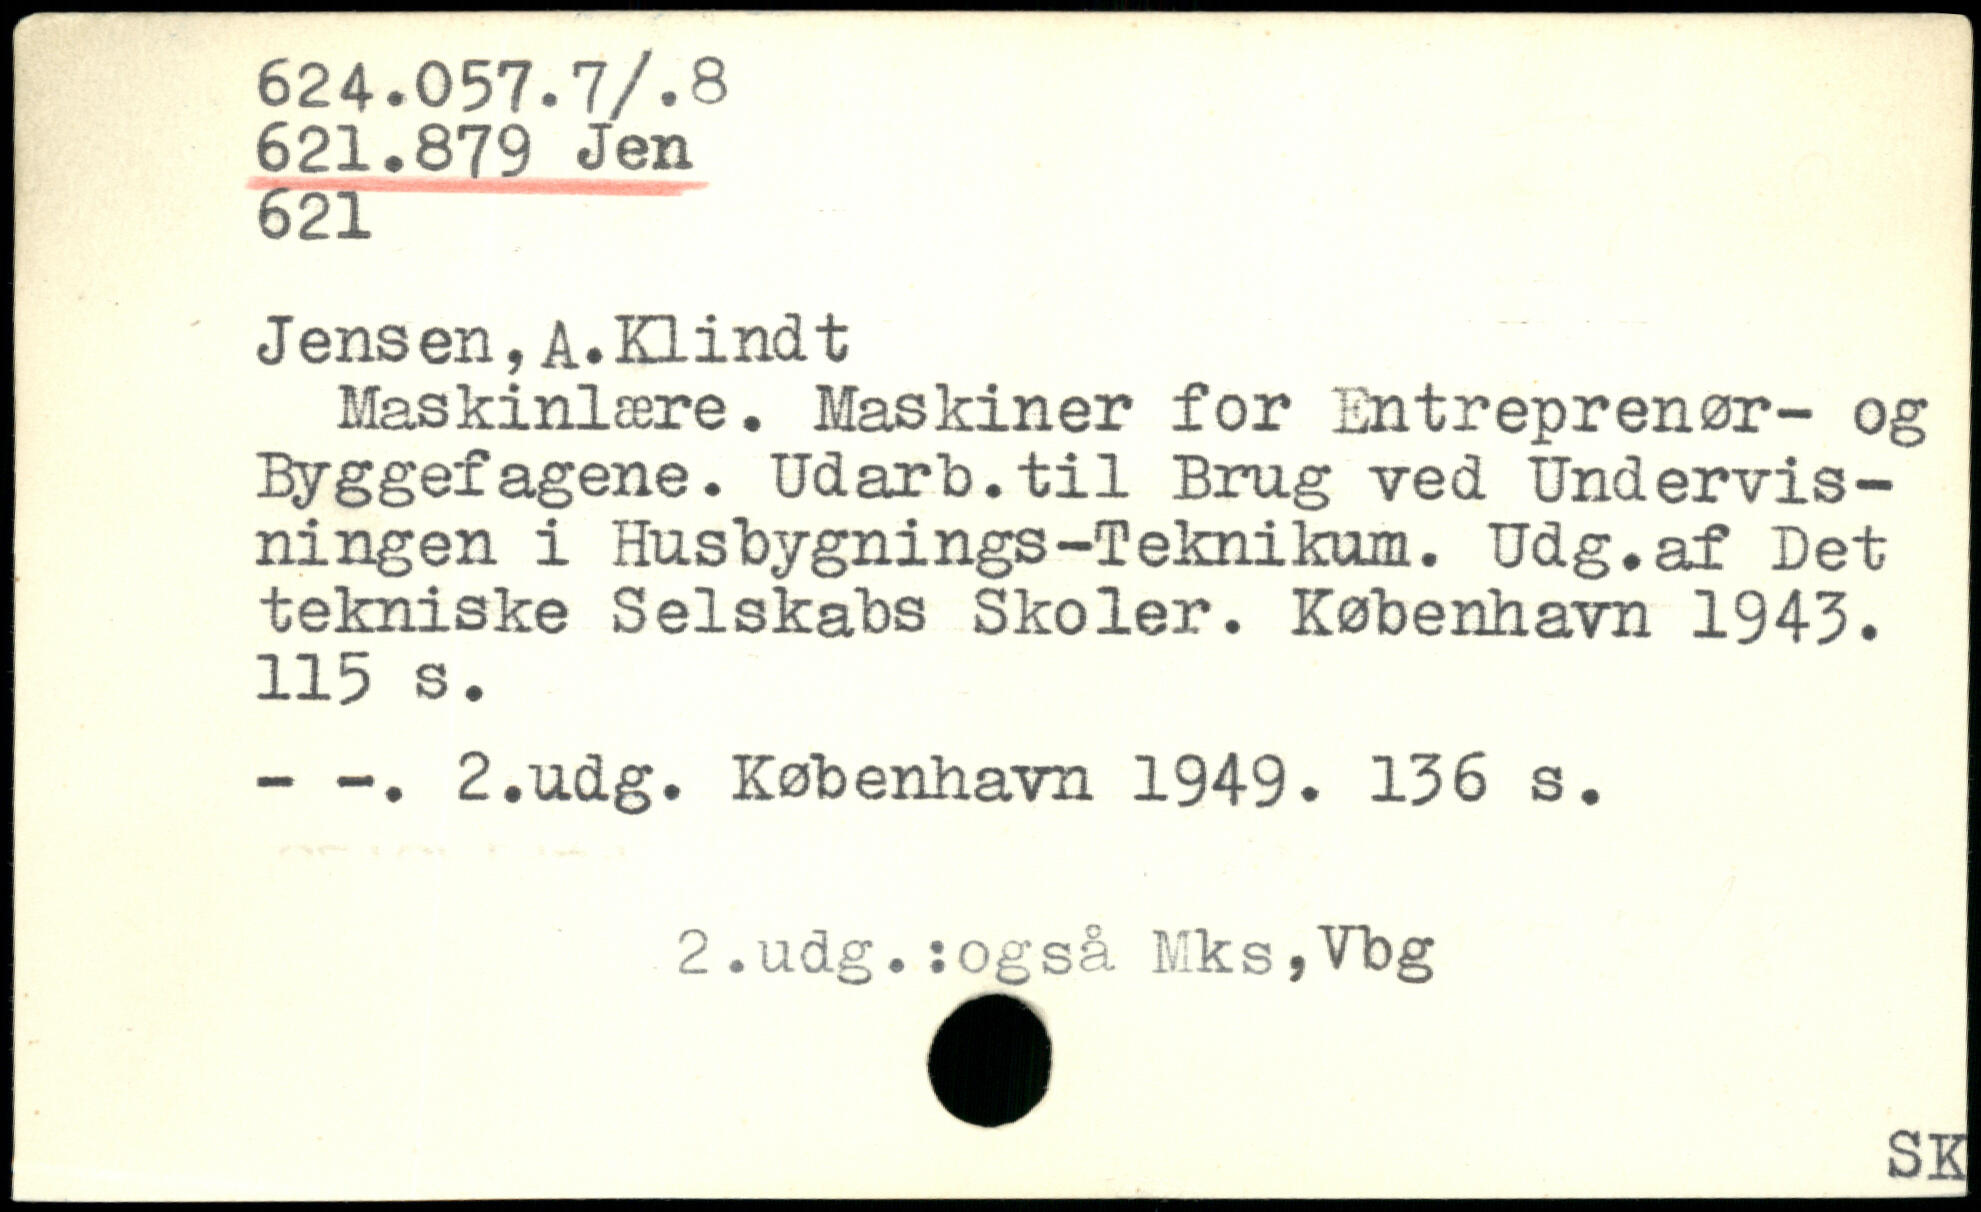 624.057.7/.8
621.879 Jen
621
Jensen,A.Klindt
Maskinlære. Maskiner for Entreprenør- og
Byggefagene. Udarb.til Brug ved Undervis-
ningen i Husbygnings-Teknikum. Udg.af Det
tekniske Selskabs Skoler. København 1943.
115 s.
- -. 2.udg. København 1949. 136 s.
2.udg.:også Mks,Vbg
SK